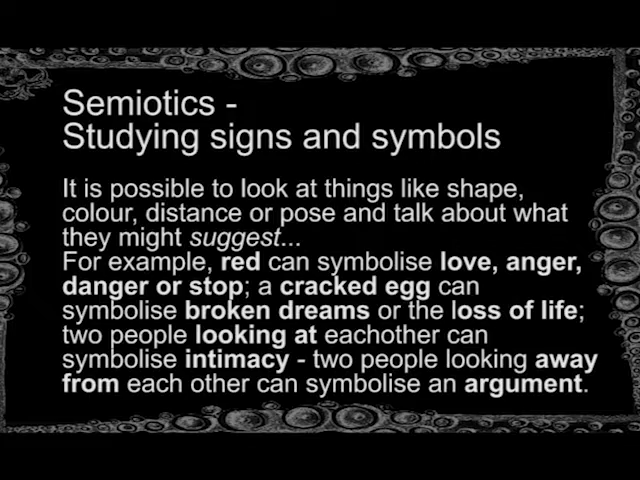 Semiotics -
Studying signs and symbols
It is possible to look at things like shape,
colour, distance or pose and talk about what
they might suggest...
For example, red can symbolise love, anger,
danger or stop; a cracked egg can
symbolise broken dreams or the loss of life;
two people looking at eachother can
symbolise intimacy - two people looking away
from each other can symbolise an argument.